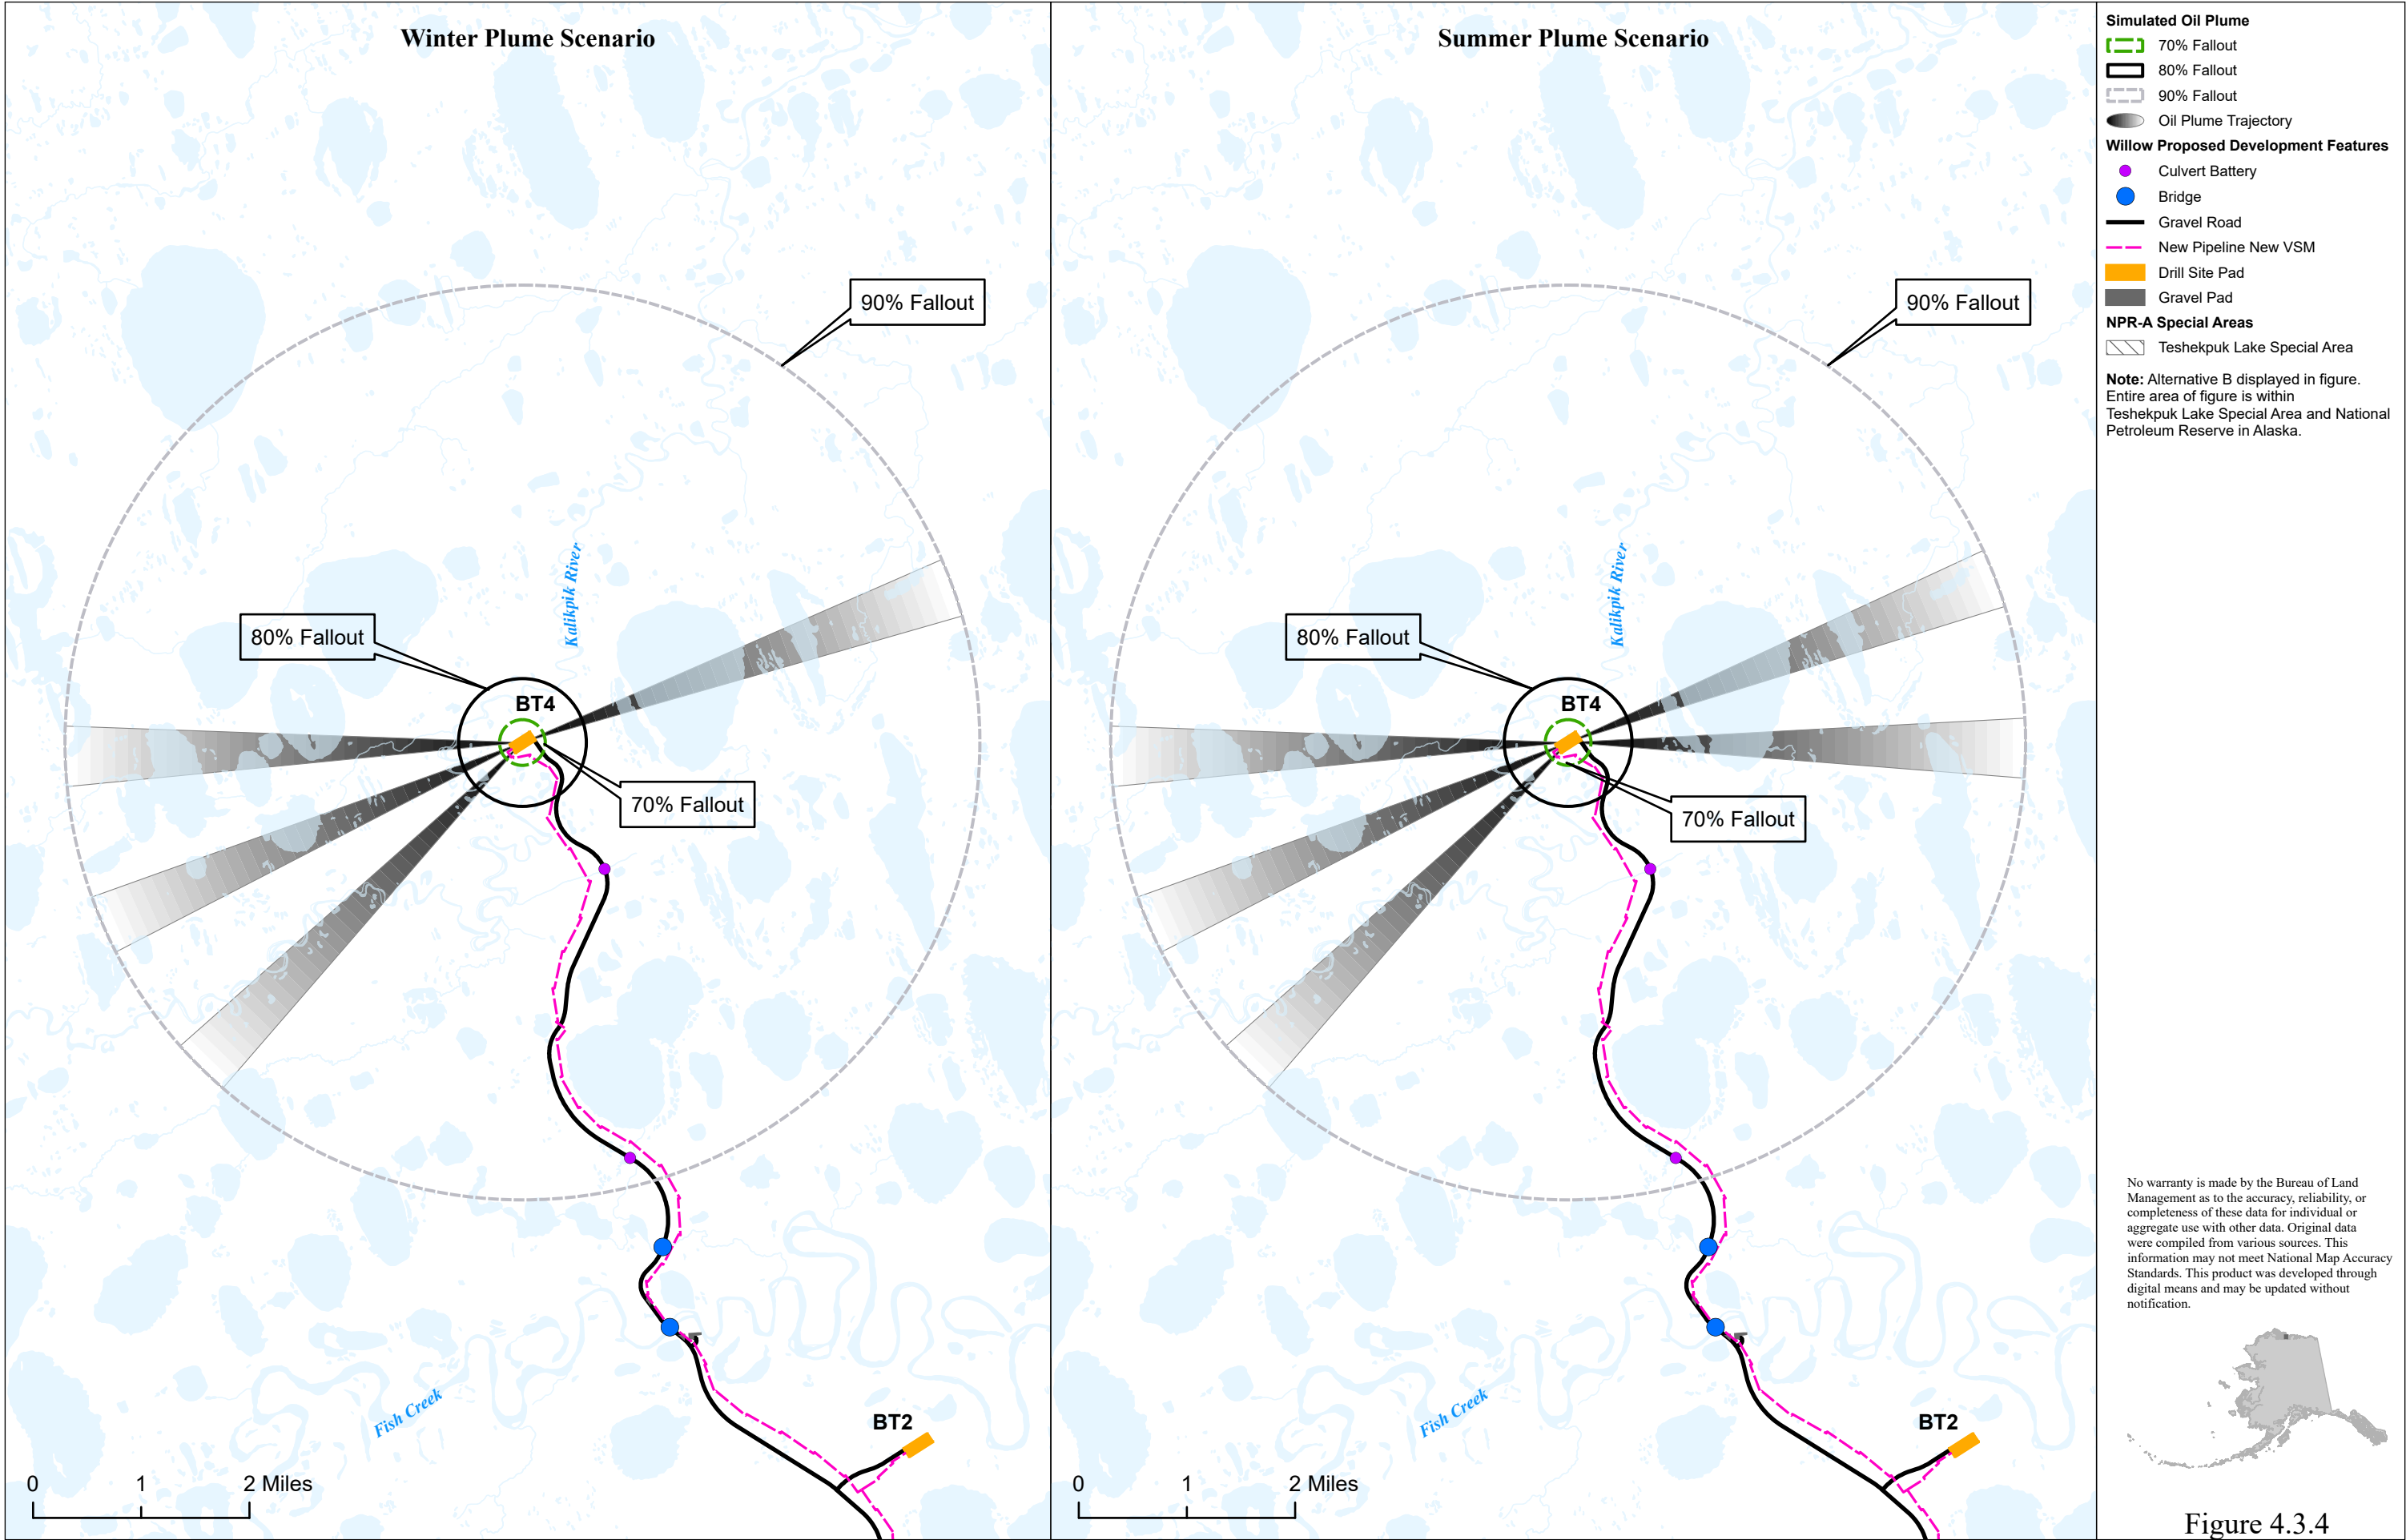 Winter Plume Scenario
90% Fallout
Kalikpik River
80% Fallout
BT4
70% Fallout
Fish Creek
BT2
0 1 2 Miles
Summer Plume Scenario
90% Fallout
Kalikpik River
80% Fallout
BT4
70% Fallout
Fish Creek
BT2
0 1 2 Miles
Simulated Oil Plume
70% Fallout
80% Fallout
90% Fallout
Oil Plume Trajectory
Willow Proposed Development Features
Culvert Battery
Bridge
Gravel Road
New Pipeline New VSM
Drill Site Pad
Gravel Pad
NPR-A Special Areas
Teshekpuk Lake Special Area
Note: Alternative B displayed in figure.
Entire area of figure is within
Teshekpuk Lake Special Area and National
Petroleum Reserve in Alaska.
No warranty is made by the Bureau of Land
Management as to the accuracy, reliability, or
completeness of these data for individual or
aggregate use with other data. Original data
were compiled from various sources. This
information may not meet National Map Accuracy
Standards. This product was developed through
digital means and may be updated without
notification.
Figure 4.3.4